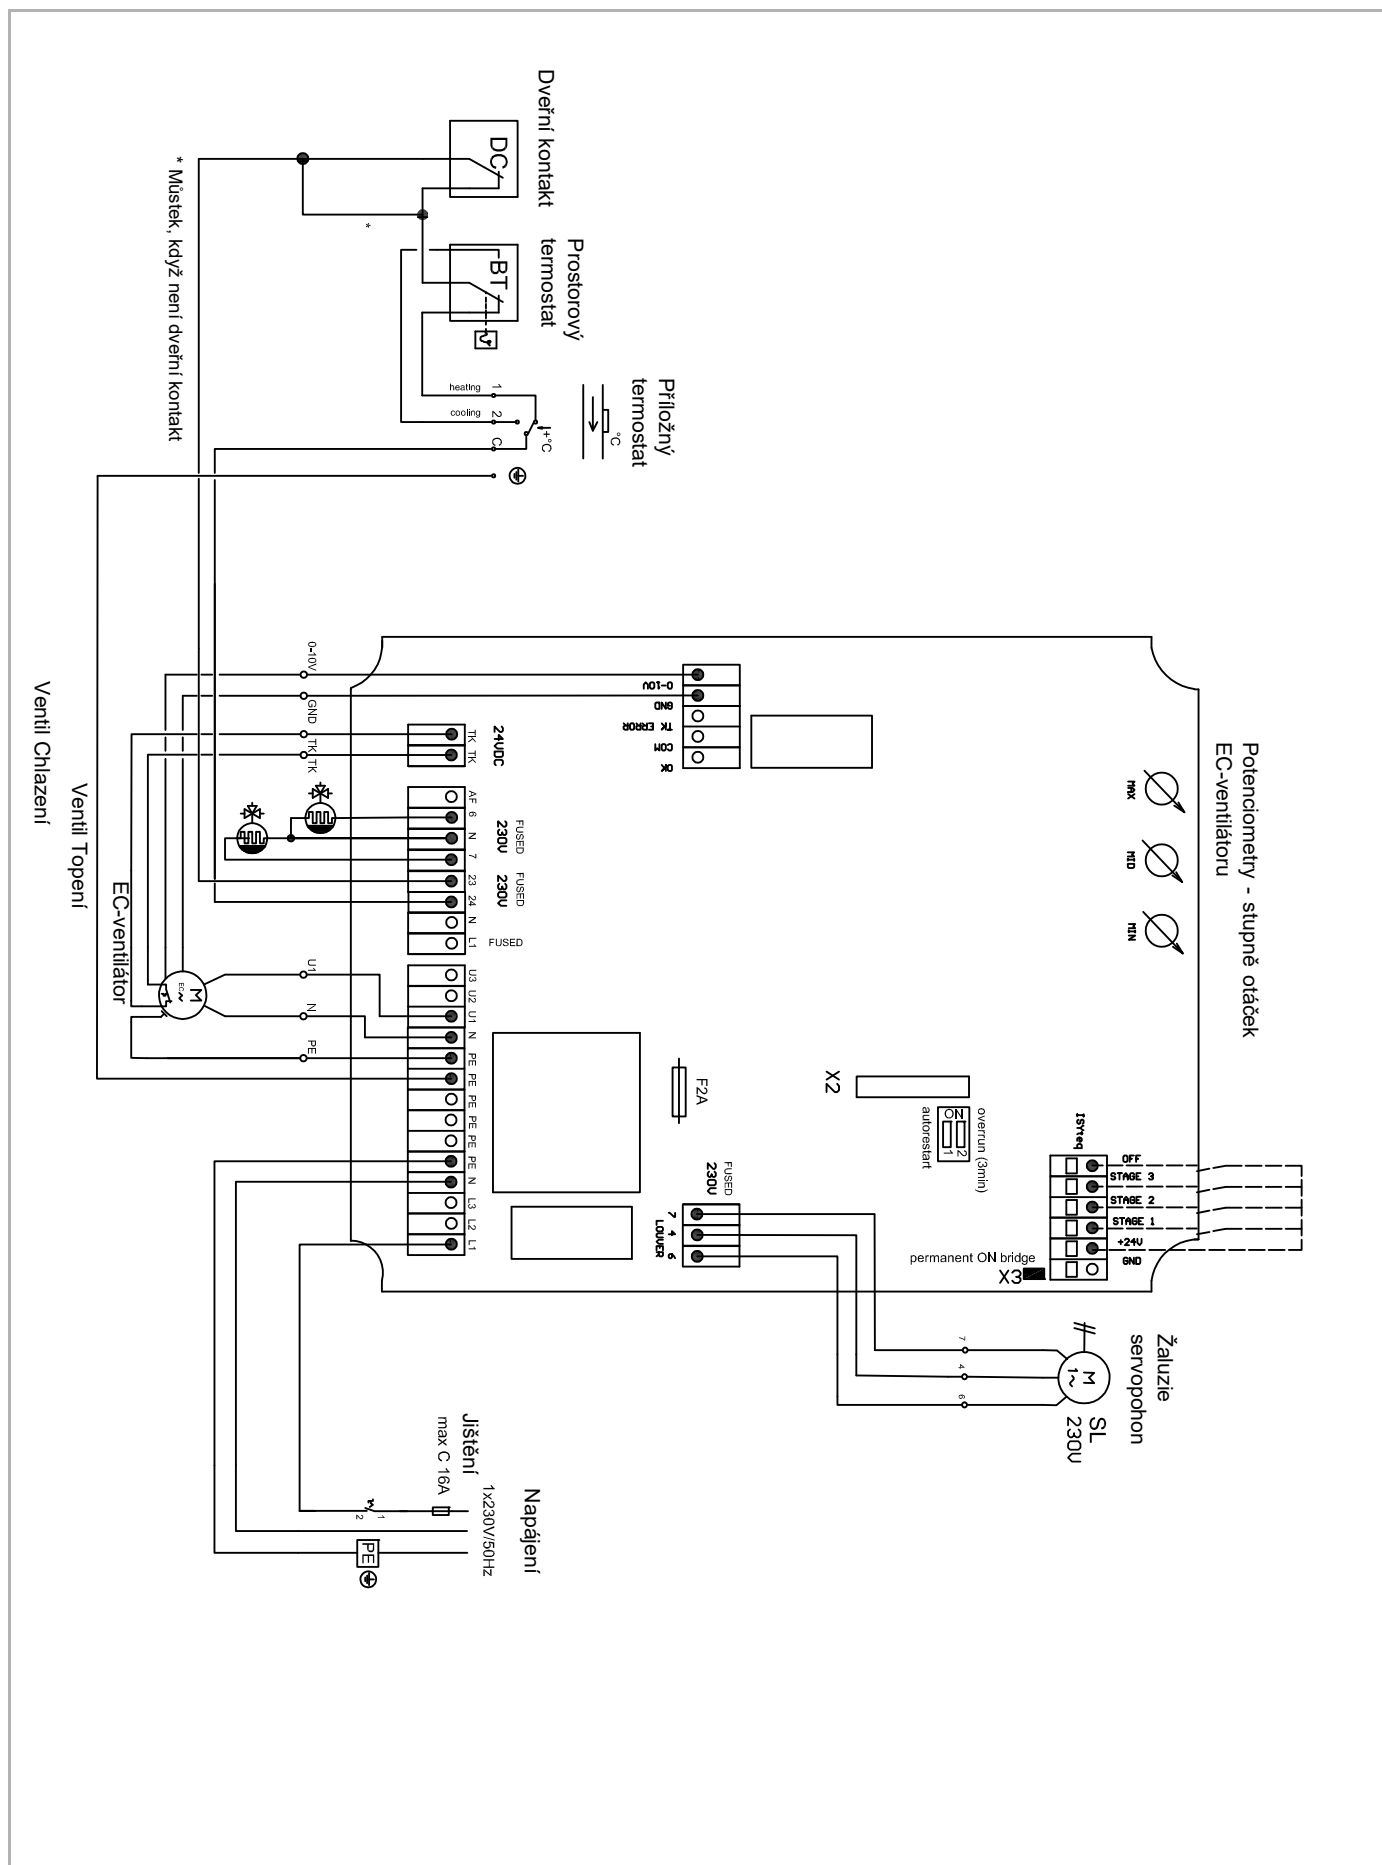 Dveřní kontakt
DC
* Můstek, když není dveřní kontakt
*
Prostorový
termostat
BT
Příložný
termostat
°C
heating
1
cooling
2
C
+°C
Potenciometry - stupně otáček
EC-ventilátoru
MAX
MID
MIN
0-10V
GND
TK ERROR
COM
OK
0-10V
GND
TK
TK
24VDC
TK
TK
AF
6
N
7
23
24
N
L1
FUSED
230V
FUSED
230V
FUSED
U3
U2
U1
N
PE
PE
PE
PE
PE
PE
N
L3
L2
L1
Ventil Chlazení
Ventil Topení
EC-ventilátor
M
EC
U1
N
PE
F2A
X2
ON
1
2
overrun (3min)
autorestart
ISYteq
OFF
STAGE 3
STAGE 2
STAGE 1
+24V
GND
permanent ON bridge
X3
FUSED
230V
7
4
6
LOUVER
Žaluzie
servopohon
M
1~
SL
230V
7
4
6
Jištění
max C 16A
Napájení
1x230V/50Hz
1
2
PE